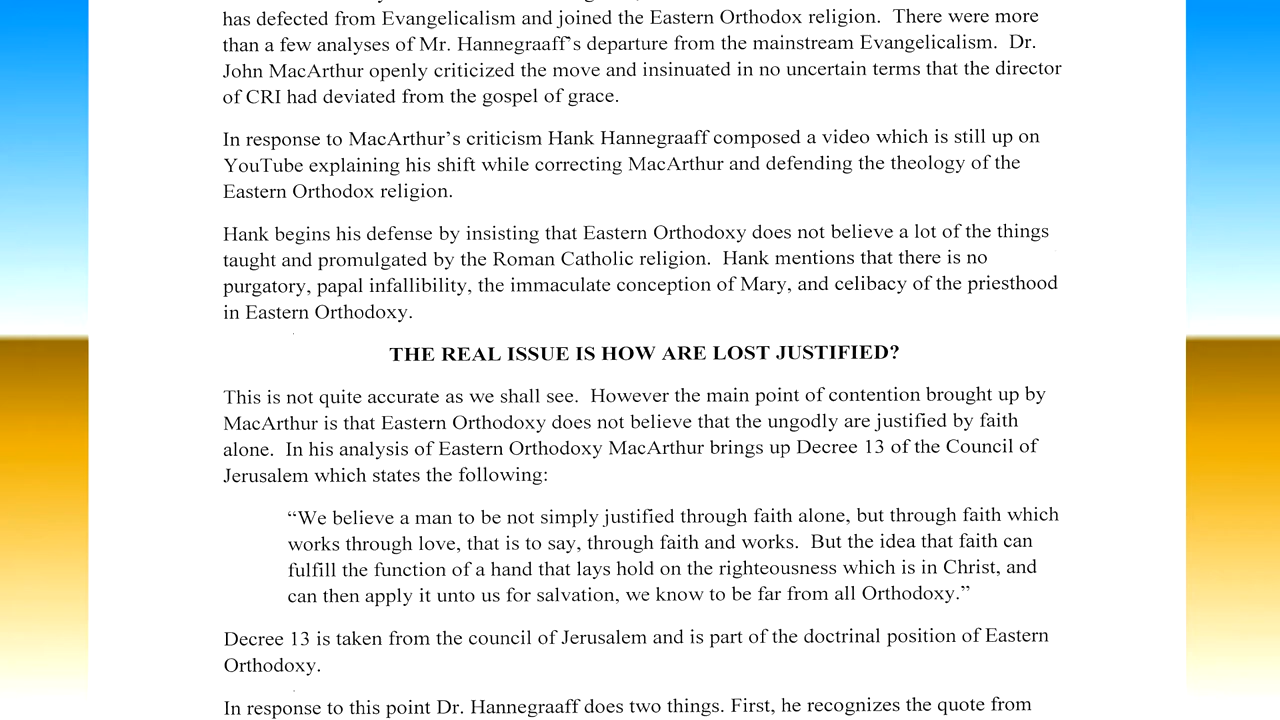 has defected from Evangelicalism and joined the Eastern Orthodox religion.  There were more
than a few analyses of Mr. Hannegraaff's departure from the mainstream Evangelicalism.  Dr.
John MacArthur openly criticized the move and insinuated in no uncertain terms that the director
of CRI had deviated from the gospel of grace.
In response to MacArthur's criticism Hank Hannegraaff composed a video which is still up on
YouTube explaining his shift while correcting MacArthur and defending the theology of the
Eastern Orthodox religion.
Hank begins his defense by insisting that Eastern Orthodoxy does not believe a lot of the things
taught and promulgated by the Roman Catholic religion.  Hank mentions that there is no
purgatory, papal infallibility, the immaculate conception of Mary, and celibacy of the priesthood
in Eastern Orthodoxy.
THE REAL ISSUE IS HOW ARE LOST JUSTIFIED?
This is not quite accurate as we shall see.  However the main point of contention brought up by
MacArthur is that Eastern Orthodoxy does not believe that the ungodly are justified by faith
alone.  In his analysis of Eastern Orthodoxy MacArthur brings up Decree 13 of the Council of
Jerusalem which states the following:
“We believe a man to be not simply justified through faith alone, but through faith which
works through love, that is to say, through faith and works.  But the idea that faith can
fulfill the function of a hand that lays hold on the righteousness which is in Christ, and
can then apply it unto us for salvation, we know to be far from all Orthodoxy.”
Decree 13 is taken from the council of Jerusalem and is part of the doctrinal position of Eastern
Orthodoxy.
In response to this point Dr. Hannegraaff does two things. First, he recognizes the quote from